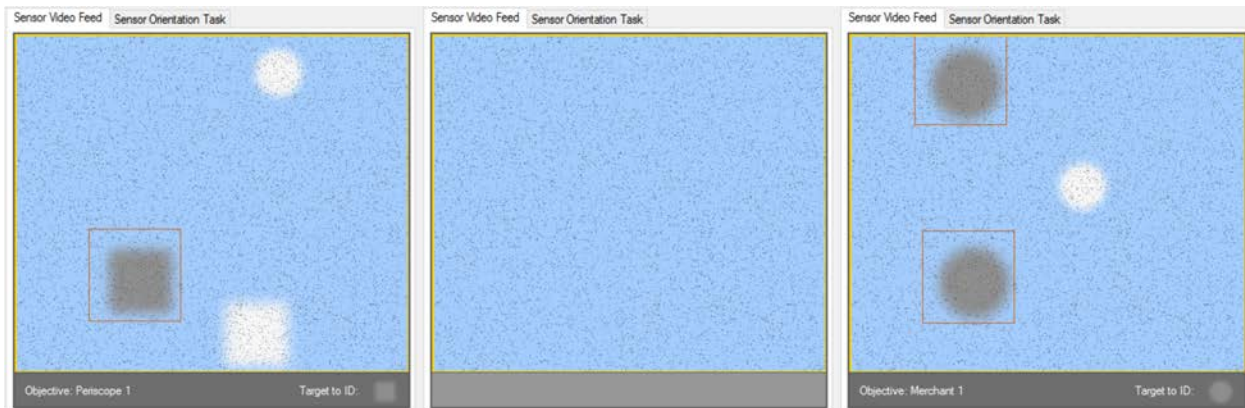 Sensor Video Feed Sensor Orientation Task
Objective: Periscope 1 Target to ID:
Sensor Video Feed Sensor Orientation Task
Sensor Video Feed Sensor Orientation Task
Objective: Merchant 1 Target to ID: